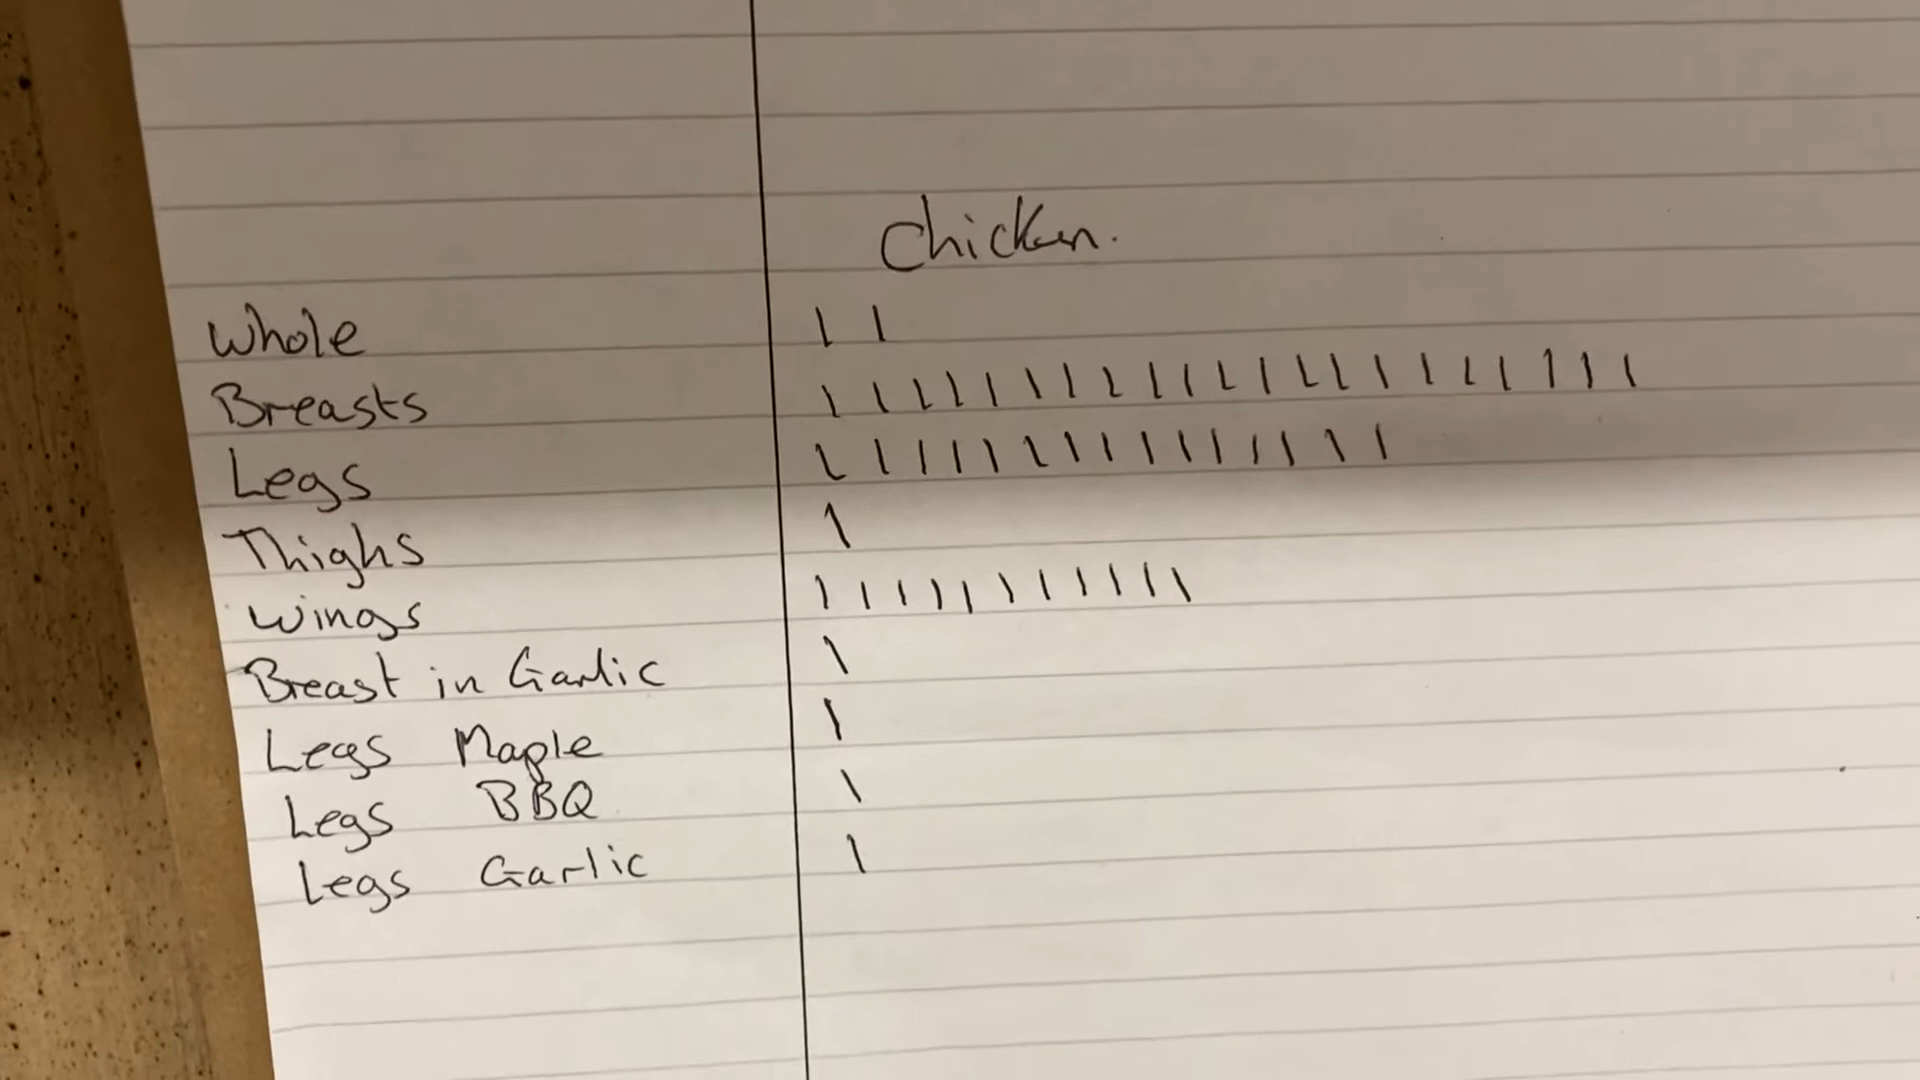 Chicken.
Whole | |
Breasts | | | | | | | | | | | | | | | | | | | | |
Legs | | | | | | | | | | | | | | | |
Thighs |
Wings | | | | | | | | | | |
Breast in Garlic |
Legs Maple |
Legs BBQ |
Legs Garlic |